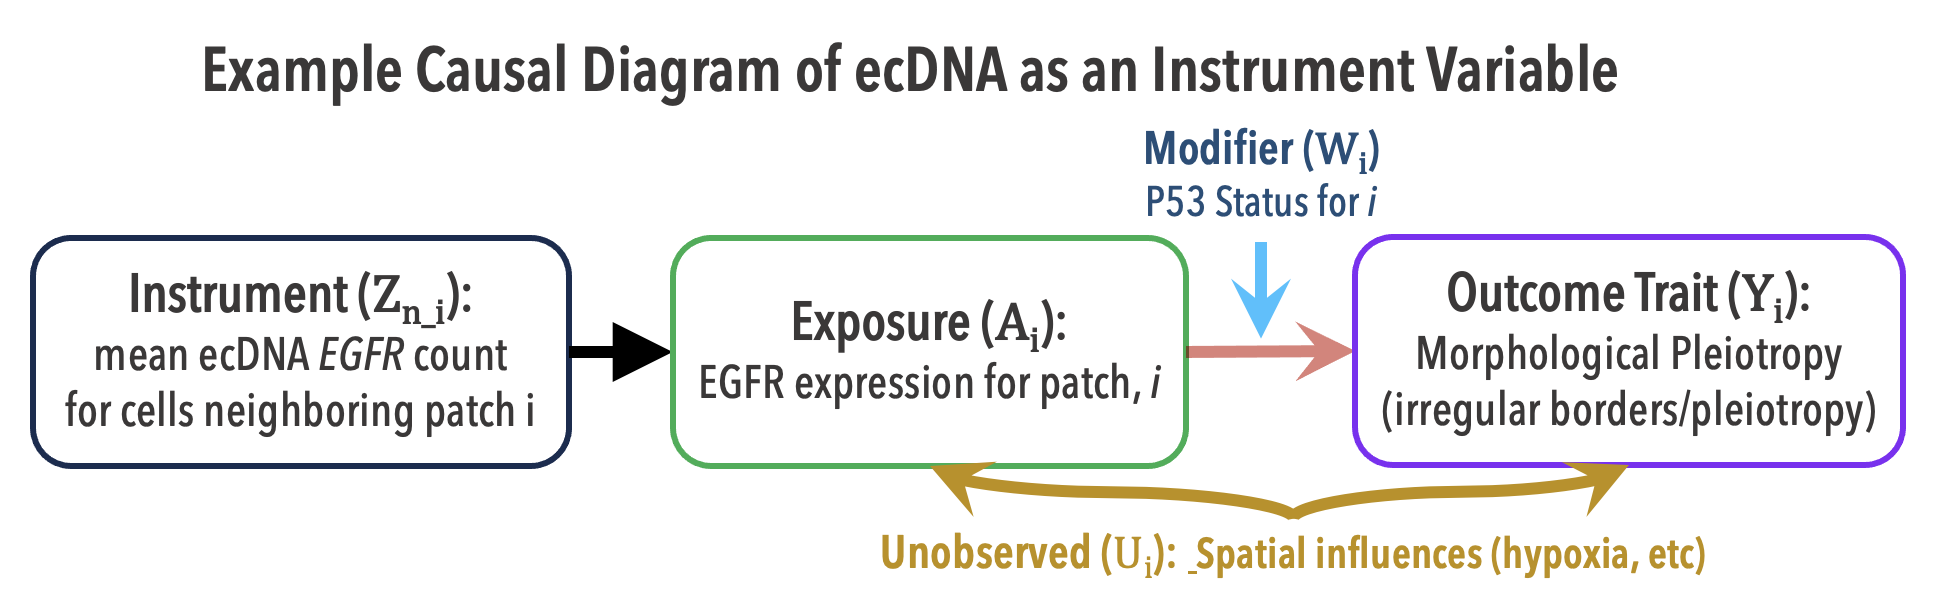 Example Causal Diagram of ecDNA as an Instrument Variable
Modifier (Wi)
P53 Status for i
Instrument (Zn_i):
mean ecDNA EGFR count
for cells neighboring patch i
Exposure (Ai):
EGFR expression for patch, i
Outcome Trait (Yi):
Morphological Pleiotropy
(irregular borders/pleiotropy)
Unobserved (Ui): _Spatial influences (hypoxia, etc)